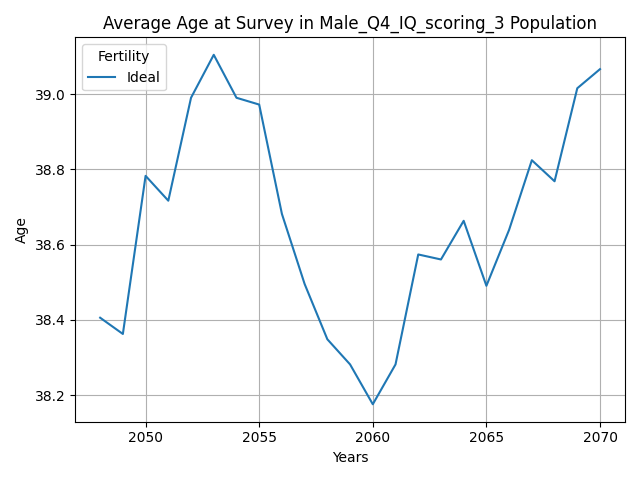 Average Age at Survey in Male_Q4_IQ_scoring_3 Population
Fertility
Ideal
39.0
38.8
38.6
38.4
38.2
Age
2050 2055 2060 2065 2070
Years